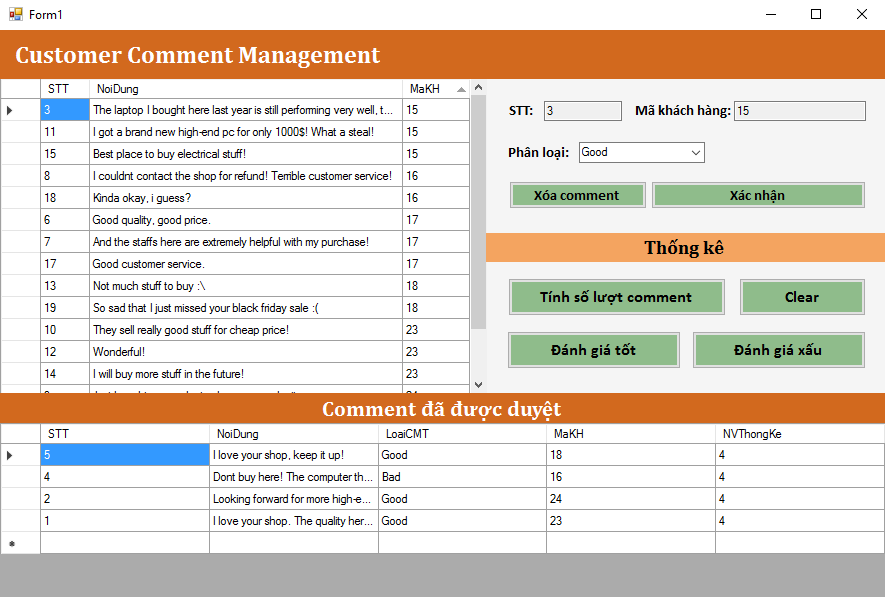 Form1
Customer Comment Management
STT NoiDung MaKH
3 The laptop I bought here last year is still performing very well, t... 15
11 I got a brand new high-end pc for only 1000$! What a steal! 15
15 Best place to buy electrical stuff! 15
8 I couldnt contact the shop for refund! Terrible customer service! 16
18 Kinda okay, i guess? 16
6 Good quality, good price. 17
7 And the staffs here are extremely helpful with my purchase! 17
17 Good customer service. 17
13 Not much stuff to buy :\ 18
19 So sad that I just missed your black friday sale :( 18
10 They sell really good stuff for cheap price! 23
12 Wonderful! 23
14 I will buy more stuff in the future! 23
STT: 3 Mã khách hàng: 15
Phân loại: Good
Xóa comment Xác nhận
Thống kê
Tính số lượt comment Clear
Đánh giá tốt Đánh giá xấu
Comment đã được duyệt
STT NoiDung LoaiCMT MaKH NVThongKe
5 I love your shop, keep it up! Good 18 4
4 Dont buy here! The computer th... Bad 16 4
2 Looking forward for more high-e... Good 24 4
1 I love your shop. The quality her... Good 23 4